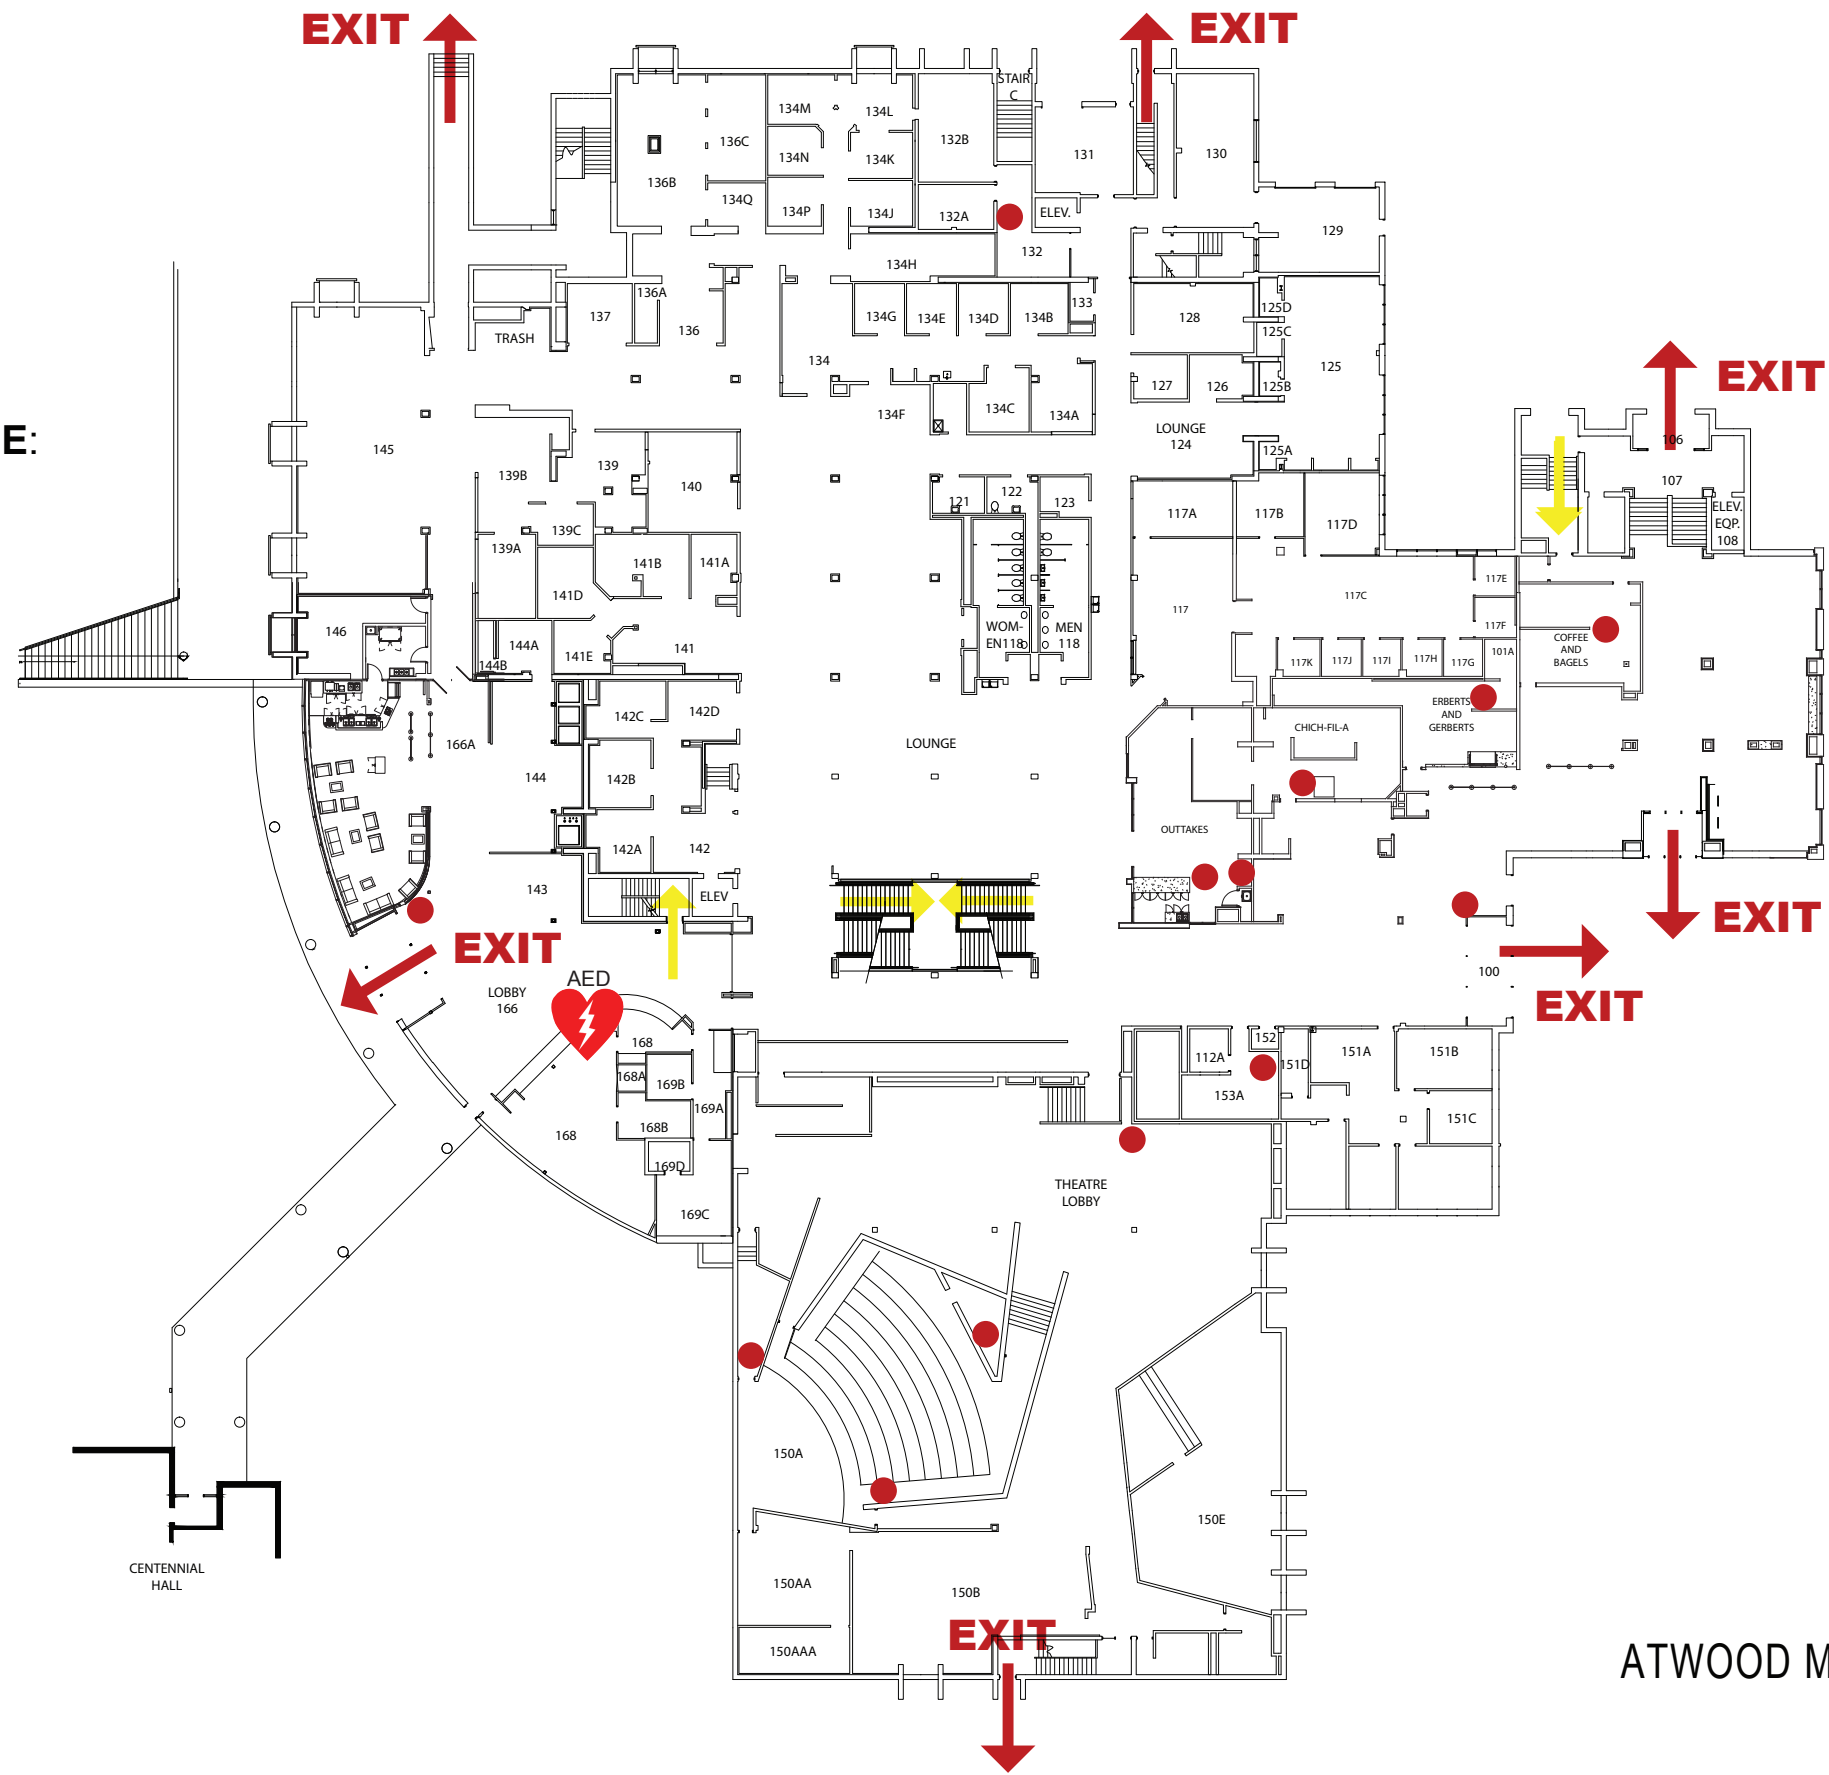 EXIT
EXIT
STAIR
C
134M
134L
132B
136C
134N
134K
131
130
136B
134Q
134P
134J
132A
ELEV.
129
132
134H
136A
133
125D
137
136
134G
134E
134D
134B
128
125C
TRASH
134
125
EXIT
127
126
125B
134C
134F
134A
LOUNGE
124
106
E:
145
125A
139B
139
140
121
122
123
107
117A
117B
117D
ELEV.
EQP.
108
139C
139A
141B
141A
117E
141D
117
117C
WOM-
EN118
MEN
118
117F
146
COFFEE
AND
BAGELS
144A
141E
141
101A
144B
117K
117J
117I
117H
117G
142C
142D
ERBERTS
AND
GERBERTS
CHICH-FIL-A
166A
LOUNGE
144
142B
OUTTAKES
142A
142
143
ELEV
EXIT
EXIT
100
AED
LOBBY
166
EXIT
168
152
151A
151B
112A
151D
168A
169B
153A
169A
151C
168B
168
169D
THEATRE
LOBBY
169C
150A
150E
CENTENNIAL
HALL
150AA
150B
EXIT
150AAA
ATWOOD M